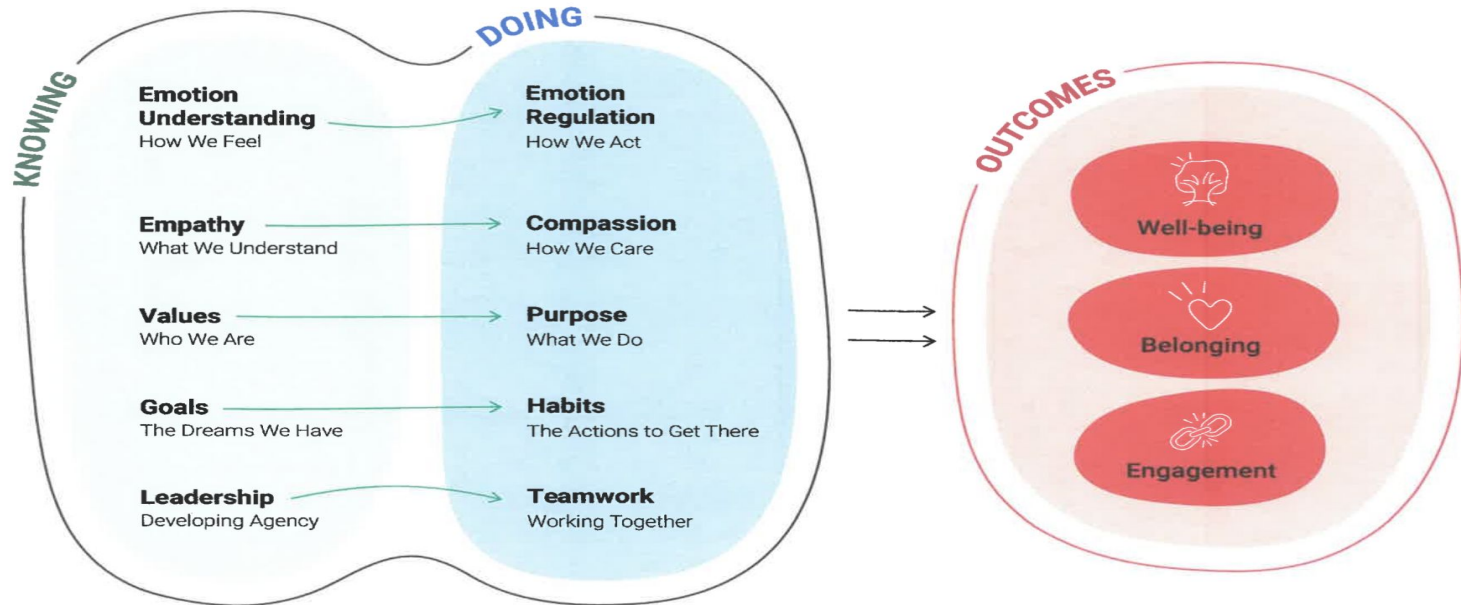 KNOWING
DOING
Emotion
Understanding
How We Feel
Emotion
Regulation
How We Act
Empathy
What We Understand
Compassion
How We Care
Values
Who We Are
Purpose
What We Do
Goals
The Dreams We Have
Habits
The Actions to Get There
Leadership
Developing Agency
Teamwork
Working Together
OUTCOMES
Well-being
Belonging
Engagement